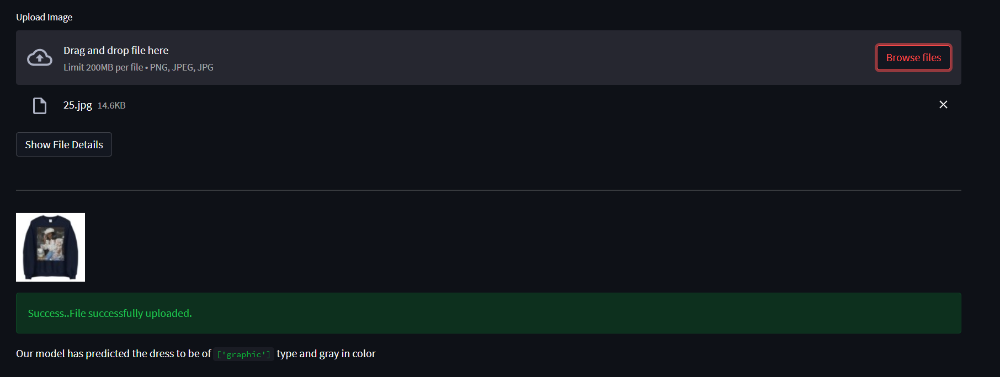 Upload Image
Drag and drop file here
Limit 200MB per file • PNG, JPEG, JPG
Browse files
25.jpg 14.6KB
Show File Details
Success..File successfully uploaded.
Our model has predicted the dress to be of ['graphic'] type and gray in color